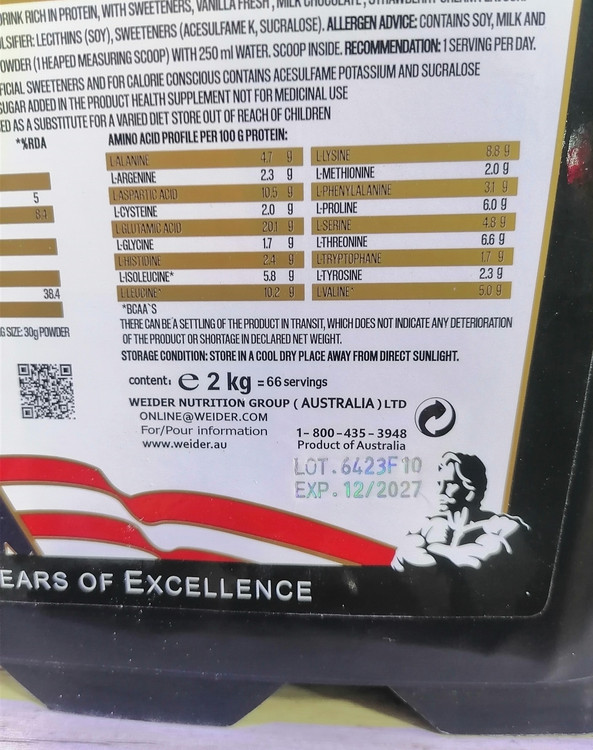 DRINK RICH IN PROTEIN, WITH SWEETENERS, VANILLA FRESH, MILK CHOCOLATE,
LSIFIER: LECITHINS (SOY), SWEETENERS (ACESULFAME K, SUCRALOSE). ALLERGEN ADVICE: CONTAINS SOY, MILK AND
OWDER (1 HEAPED MEASURING SCOOP) WITH 250 ml WATER. SCOOP INSIDE. RECOMMENDATION: 1 SERVING PER DAY.
FICIAL SWEETENERS AND FOR CALORIE CONSCIOUS CONTAINS ACESULFAME POTASSIUM AND SUCRALOSE
SUGAR ADDED IN THE PRODUCT HEALTH SUPPLEMENT NOT FOR MEDICINAL USE
ED AS A SUBSTITUTE FOR A VARIED DIET STORE OUT OF REACH OF CHILDREN
*%RDA
5
8.1
38.4
G SIZE: 30g POWDER
AMINO ACID PROFILE PER 100 G PROTEIN:
L-ALANINE 4.7 g L-LYSINE 8.8 g
L-ARGENINE 2.3 g L-METHIONINE 2.0 g
L-ASPARTIC ACID 10.5 g L-PHENYLALANINE 3.1 g
L-CYSTEINE 2.0 g L-PROLINE 6.0 g
L-GLUTAMIC ACID 20.1 g L-SERINE 4.8 g
L-GLYCINE 1.7 g L-THREONINE 6.6 g
L-HISTIDINE 2.4 g L-TRYPTOPHANE 1.7 g
L-ISOLEUCINE* 5.8 g L-TYROSINE 2.3 g
L-LEUCINE* 10.2 g L-VALINE* 5.0 g
*BCAA`S
THERE CAN BE A SETTLING OF THE PRODUCT IN TRANSIT, WHICH DOES NOT INDICATE ANY DETERIORATION
OF THE PRODUCT OR SHORTAGE IN DECLARED NET WEIGHT.
STORAGE CONDITION: STORE IN A COOL DRY PLACE AWAY FROM DIRECT SUNLIGHT.
content: e 2 kg = 66 servings
WEIDER NUTRITION GROUP ( AUSTRALIA ) LTD
ONLINE@WEIDER.COM
For/Pour information 1-800-435-3948
www.weider.au Product of Australia
LOT. 6423F10
EXP. 12/2027
EARS OF EXCELLENCE